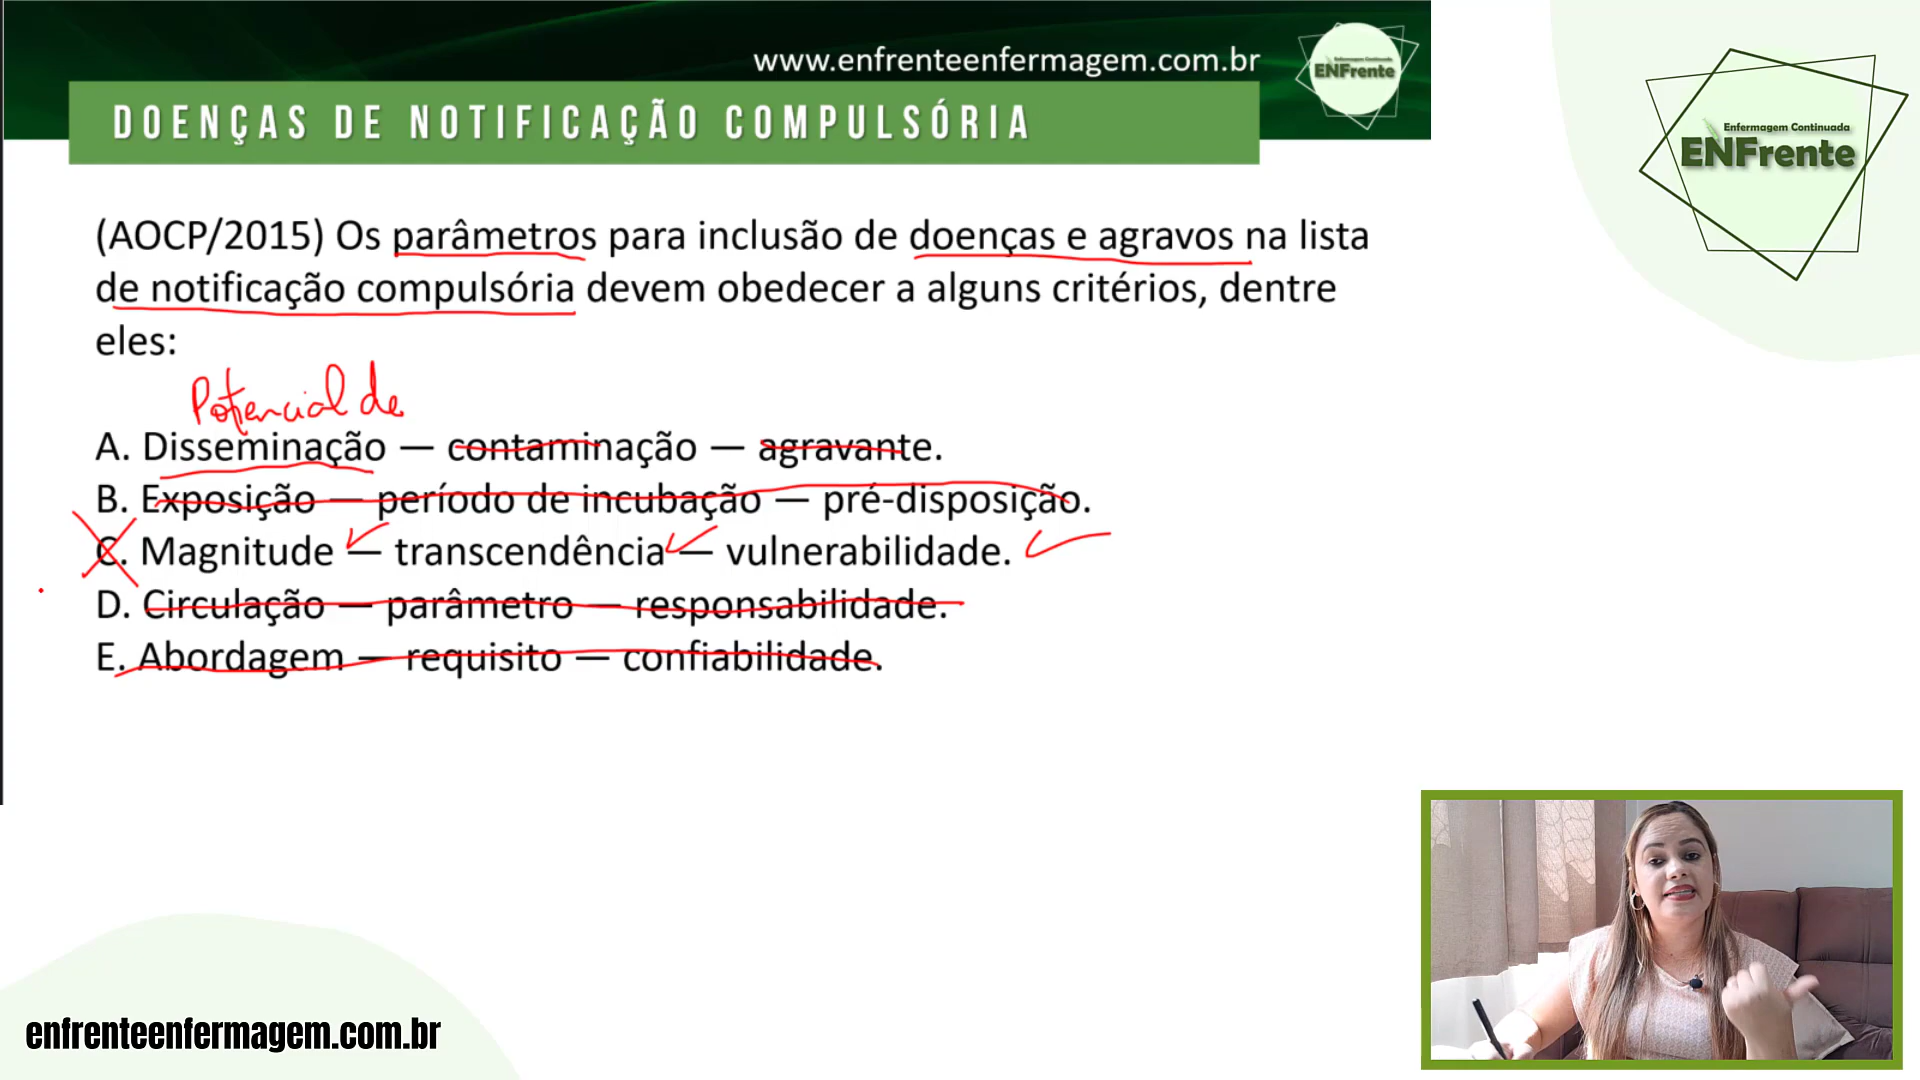 www.enfrenteenfermagem.com.br
Enfermagem Continuada
ENFrente
DOENÇAS DE NOTIFICAÇÃO COMPULSÓRIA
Enfermagem Continuada
ENFrente
(AOCP/2015) Os parâmetros para inclusão de doenças e agravos na lista
de notificação compulsória devem obedecer a alguns critérios, dentre
eles:
Potencial de
A. Disseminação — contaminação — agravante.
B. Exposição — período de incubação — pré-disposição.
C. Magnitude — transcendência — vulnerabilidade.
D. Circulação — parâmetro — responsabilidade.
E. Abordagem — requisito — confiabilidade.
enfrenteenfermagem.com.br